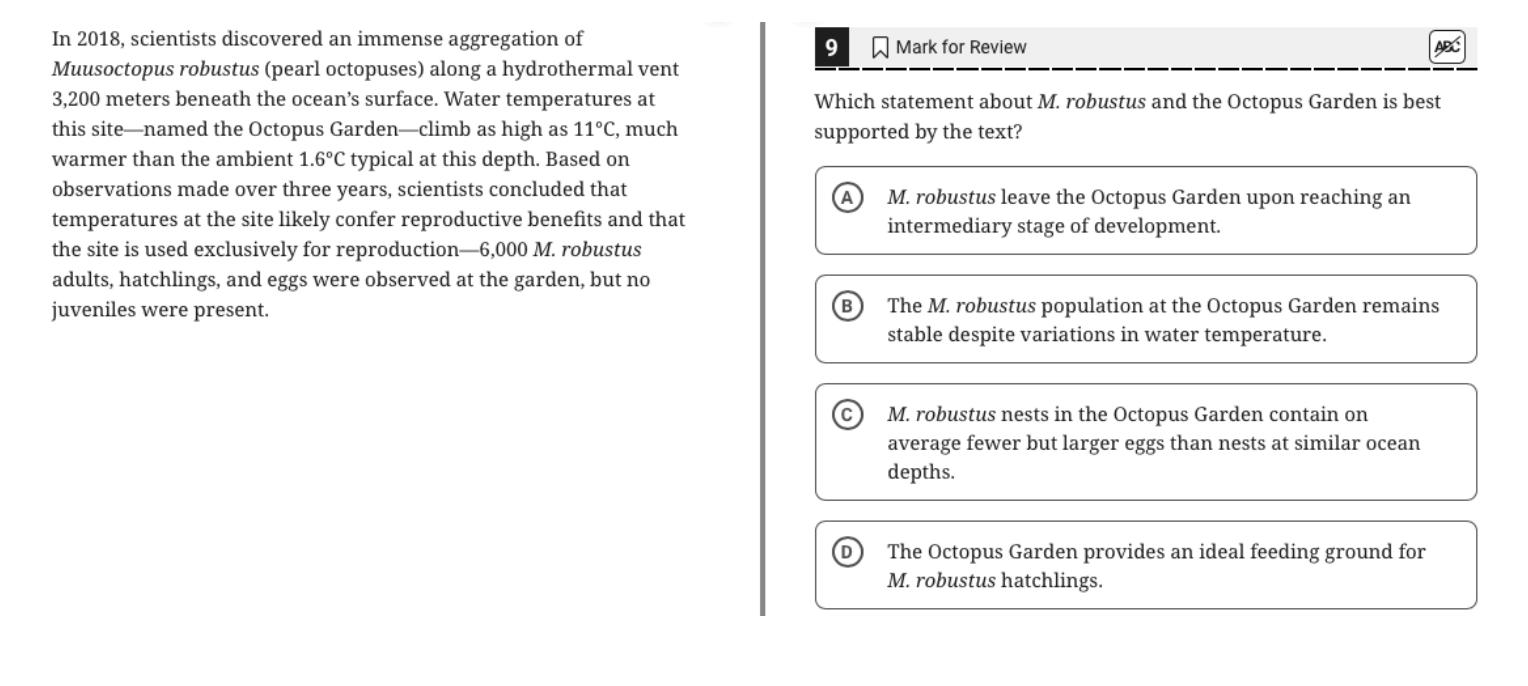 In 2018, scientists discovered an immense aggregation of
Muusoctopus robustus (pearl octopuses) along a hydrothermal vent
3,200 meters beneath the ocean’s surface. Water temperatures at
this site—named the Octopus Garden—climb as high as 11°C, much
warmer than the ambient 1.6°C typical at this depth. Based on
observations made over three years, scientists concluded that
temperatures at the site likely confer reproductive benefits and that
the site is used exclusively for reproduction—6,000 M. robustus
adults, hatchlings, and eggs were observed at the garden, but no
juveniles were present.
9 Mark for Review ABC
Which statement about M. robustus and the Octopus Garden is best
supported by the text?
A M. robustus leave the Octopus Garden upon reaching an
intermediary stage of development.
B The M. robustus population at the Octopus Garden remains
stable despite variations in water temperature.
C M. robustus nests in the Octopus Garden contain on
average fewer but larger eggs than nests at similar ocean
depths.
D The Octopus Garden provides an ideal feeding ground for
M. robustus hatchlings.